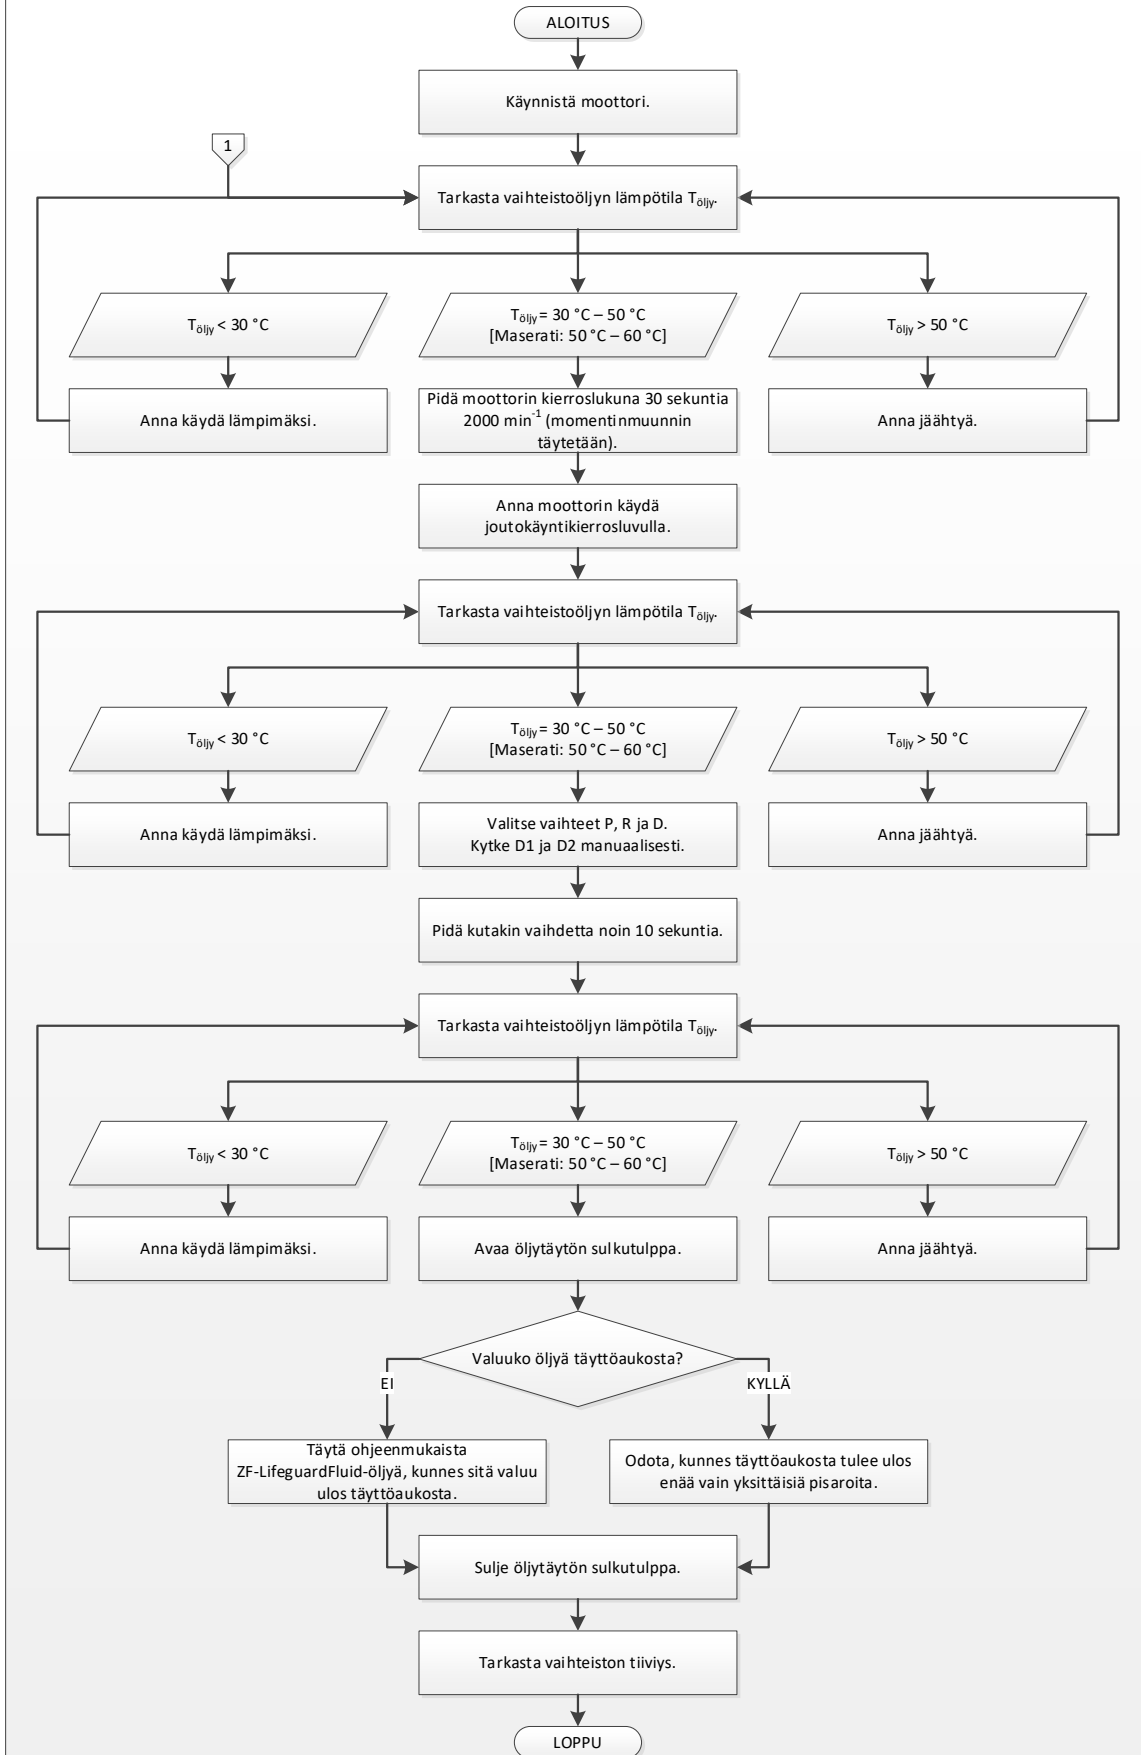 ALOITUS
Käynnistä moottori.
1
Tarkasta vaihteistoöljyn lämpötila Töljy.
Töljy < 30 °C
Töljy = 30 °C – 50 °C
[Maserati: 50 °C – 60 °C]
Töljy > 50 °C
Anna käydä lämpimäksi.
Pidä moottorin kierroslukuna 30 sekuntia
2000 min-1 (momentinmuunnin
täytetään).
Anna jäähtyä.
Anna moottorin käydä
joutokäyntikierrosluvulla.
Tarkasta vaihteistoöljyn lämpötila Töljy.
Töljy < 30 °C
Töljy = 30 °C – 50 °C
[Maserati: 50 °C – 60 °C]
Töljy > 50 °C
Anna käydä lämpimäksi.
Valitse vaihteet P, R ja D.
Kytke D1 ja D2 manuaalisesti.
Anna jäähtyä.
Pidä kutakin vaihdetta noin 10 sekuntia.
Tarkasta vaihteistoöljyn lämpötila Töljy.
Töljy < 30 °C
Töljy = 30 °C – 50 °C
[Maserati: 50 °C – 60 °C]
Töljy > 50 °C
Anna käydä lämpimäksi.
Avaa öljytäytön sulkutulppa.
Anna jäähtyä.
Valuuko öljyä täyttöaukosta?
EI
KYLLÄ
Täytä ohjeenmukaista
ZF-LifeguardFluid-öljyä, kunnes sitä valuu
ulos täyttöaukosta.
Odota, kunnes täyttöaukosta tulee ulos
enää vain yksittäisiä pisaroita.
Sulje öljytäytön sulkutulppa.
Tarkasta vaihteiston tiiviys.
LOPPU